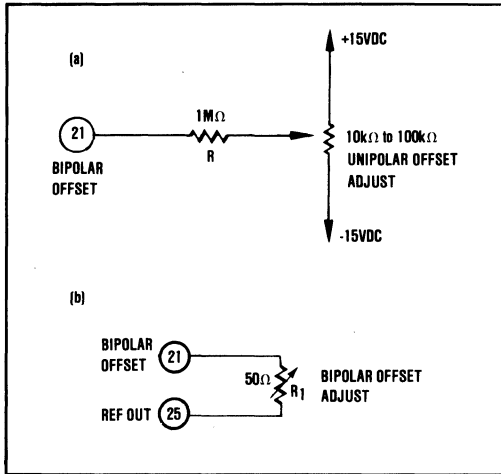 (a)
+15VDC
1MΩ
21
R
10kΩ to 100kΩ
BIPOLAR
OFFSET
UNIPOLAR OFFSET
ADJUST
-15VDC
(b)
BIPOLAR
OFFSET
21
50Ω
R1
BIPOLAR OFFSET
ADJUST
REF OUT
25